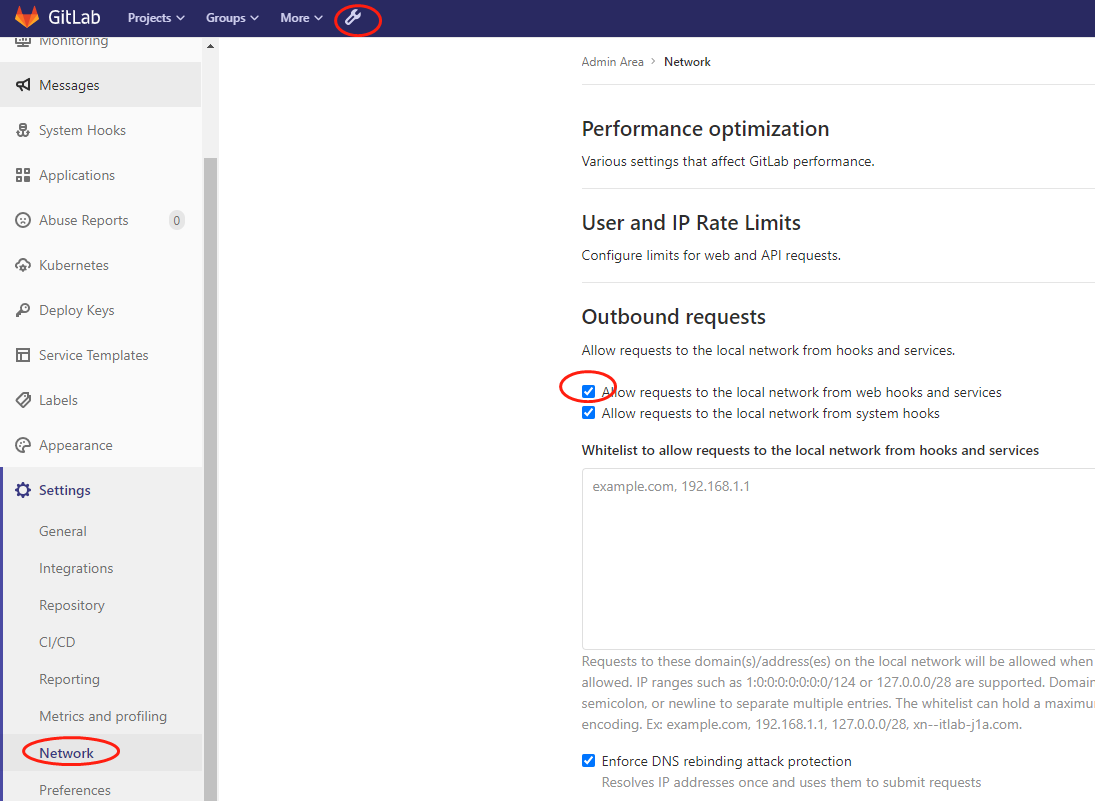 GitLab Projects Groups More
Monitoring
Messages
System Hooks
Applications
Abuse Reports 0
Kubernetes
Deploy Keys
Service Templates
Labels
Appearance
Settings
General
Integrations
Repository
CI/CD
Reporting
Metrics and profiling
Network
Preferences
Admin Area > Network
Performance optimization
Various settings that affect GitLab performance.
User and IP Rate Limits
Configure limits for web and API requests.
Outbound requests
Allow requests to the local network from hooks and services.
Allow requests to the local network from web hooks and services
Allow requests to the local network from system hooks
Whitelist to allow requests to the local network from hooks and services
example.com, 192.168.1.1
Requests to these domain(s)/address(es) on the local network will be allowed when
allowed. IP ranges such as 1:0:0:0:0:0:0:0/124 or 127.0.0.0/28 are supported. Domain
semicolon, or newline to separate multiple entries. The whitelist can hold a maximu
encoding. Ex: example.com, 192.168.1.1, 127.0.0.0/28, xn--itlab-j1a.com.
Enforce DNS rebinding attack protection
Resolves IP addresses once and uses them to submit requests